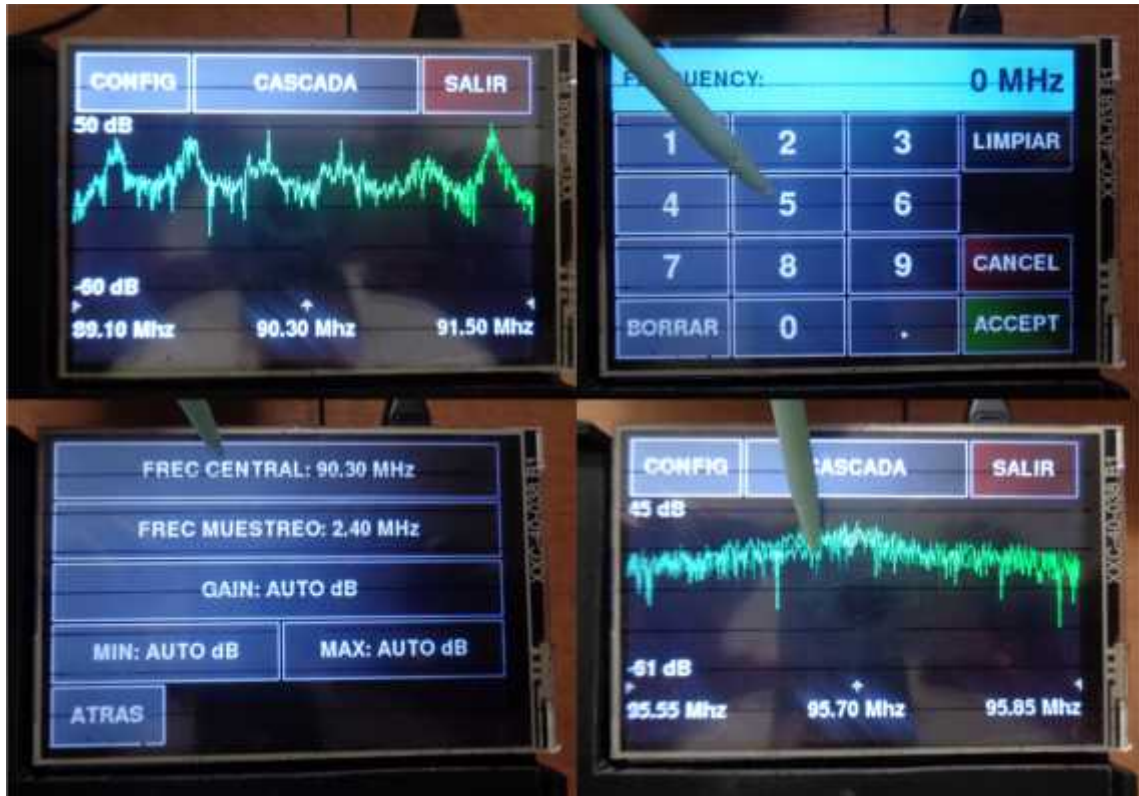 CONFIG CASCADA SALIR
50 dB
-60 dB
89.10 Mhz 90.30 Mhz 91.50 Mhz
0 MHz
1 2 3 LIMPIAR
4 5 6
7 8 9 CANCEL
BORRAR 0 . ACCEPT
FREC CENTRAL: 90.30 MHz
FREC MUESTREO: 2.40 MHz
GAIN: AUTO dB
MIN: AUTO dB MAX: AUTO dB
ATRAS
CONFIG CASCADA SALIR
45 dB
-61 dB
95.55 Mhz 95.70 Mhz 95.85 Mhz